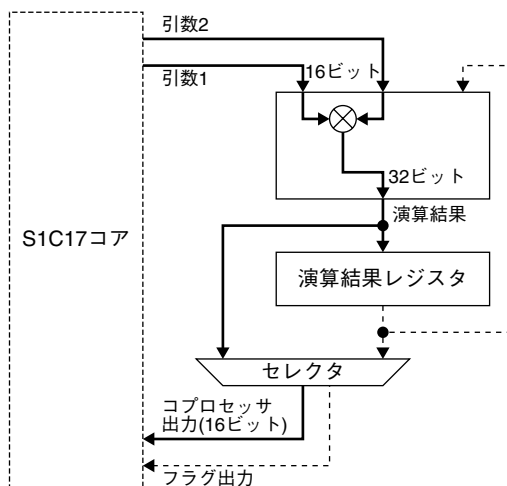 引数2
引数1
16ビット
32ビット
演算結果
S1C17コア
演算結果レジスタ
セレクタ
コプロセッサ
出力(16ビット)
フラグ出力